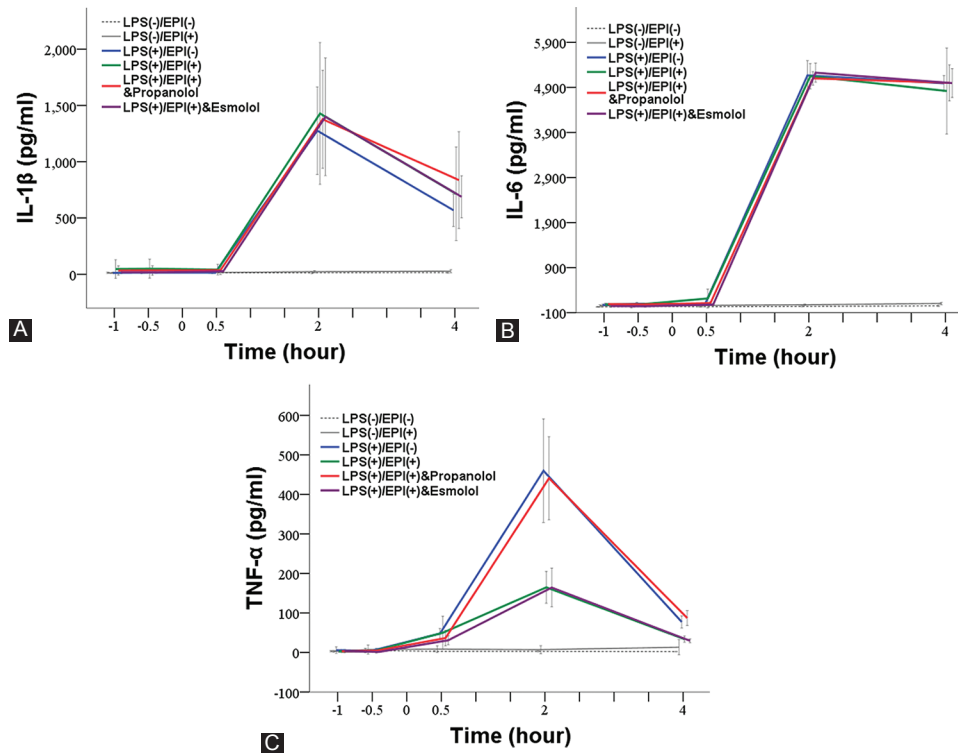 LPS(-)/EPI(-)
LPS(-)/EPI(+)
LPS(+)/EPI(-)
LPS(+)/EPI(+)
LPS(+)/EPI(+)
&Propanolol
LPS(+)/EPI(+)&Esmolol
IL-1β (pg/ml)
2,000
1,500
1,000
500
0
-1 -0.5 0 0.5 2 4
Time (hour)
A
LPS(-)/EPI(-)
LPS(-)/EPI(+)
LPS(+)/EPI(-)
LPS(+)/EPI(+)
LPS(+)/EPI(+)
&Propanolol
LPS(+)/EPI(+)&Esmolol
IL-6 (pg/ml)
5,900
4,900
3,900
2,900
1,900
900
-100
-1 -0.5 0 0.5 2 4
Time (hour)
B
LPS(-)/EPI(-)
LPS(-)/EPI(+)
LPS(+)/EPI(-)
LPS(+)/EPI(+)
LPS(+)/EPI(+)&Propanolol
LPS(+)/EPI(+)&Esmolol
TNF-α (pg/ml)
600
500
400
300
200
100
0
-100
-1 -0.5 0 0.5 2 4
Time (hour)
C